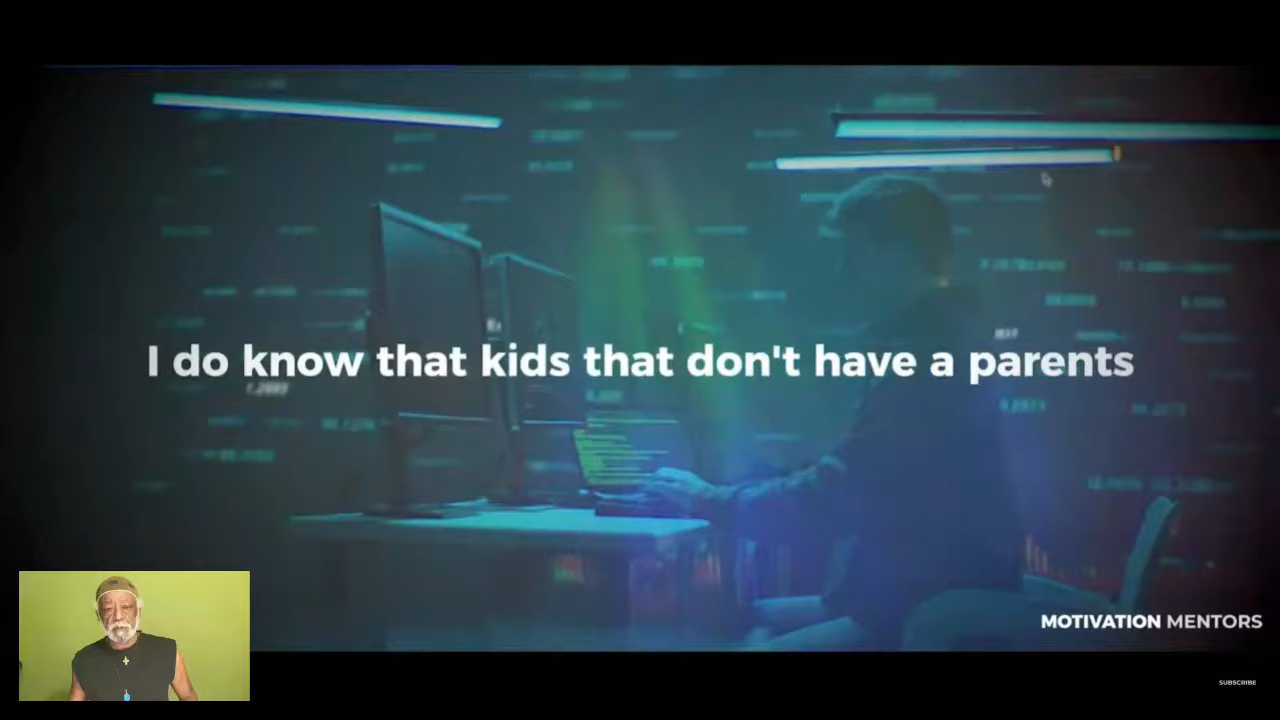 I do know that kids that don't have a parents
MOTIVATION MENTORS
SUBSCRIBE